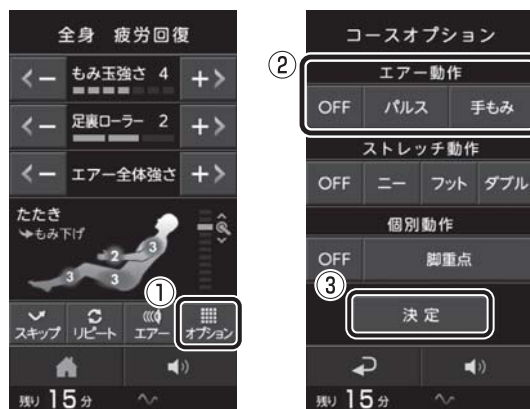 全身 疲労回復
もみ玉強さ 4
足裏ローラー 2
エアー全体強さ
たたき
もみ下げ
3
2
3
3
①
スキップ リピート エアー オプション
残り 15分
コースオプション
②
エアー動作
OFF パルス 手もみ
ストレッチ動作
OFF ニー フット ダブル
個別動作
OFF 脚重点
③
決定
残り 15分